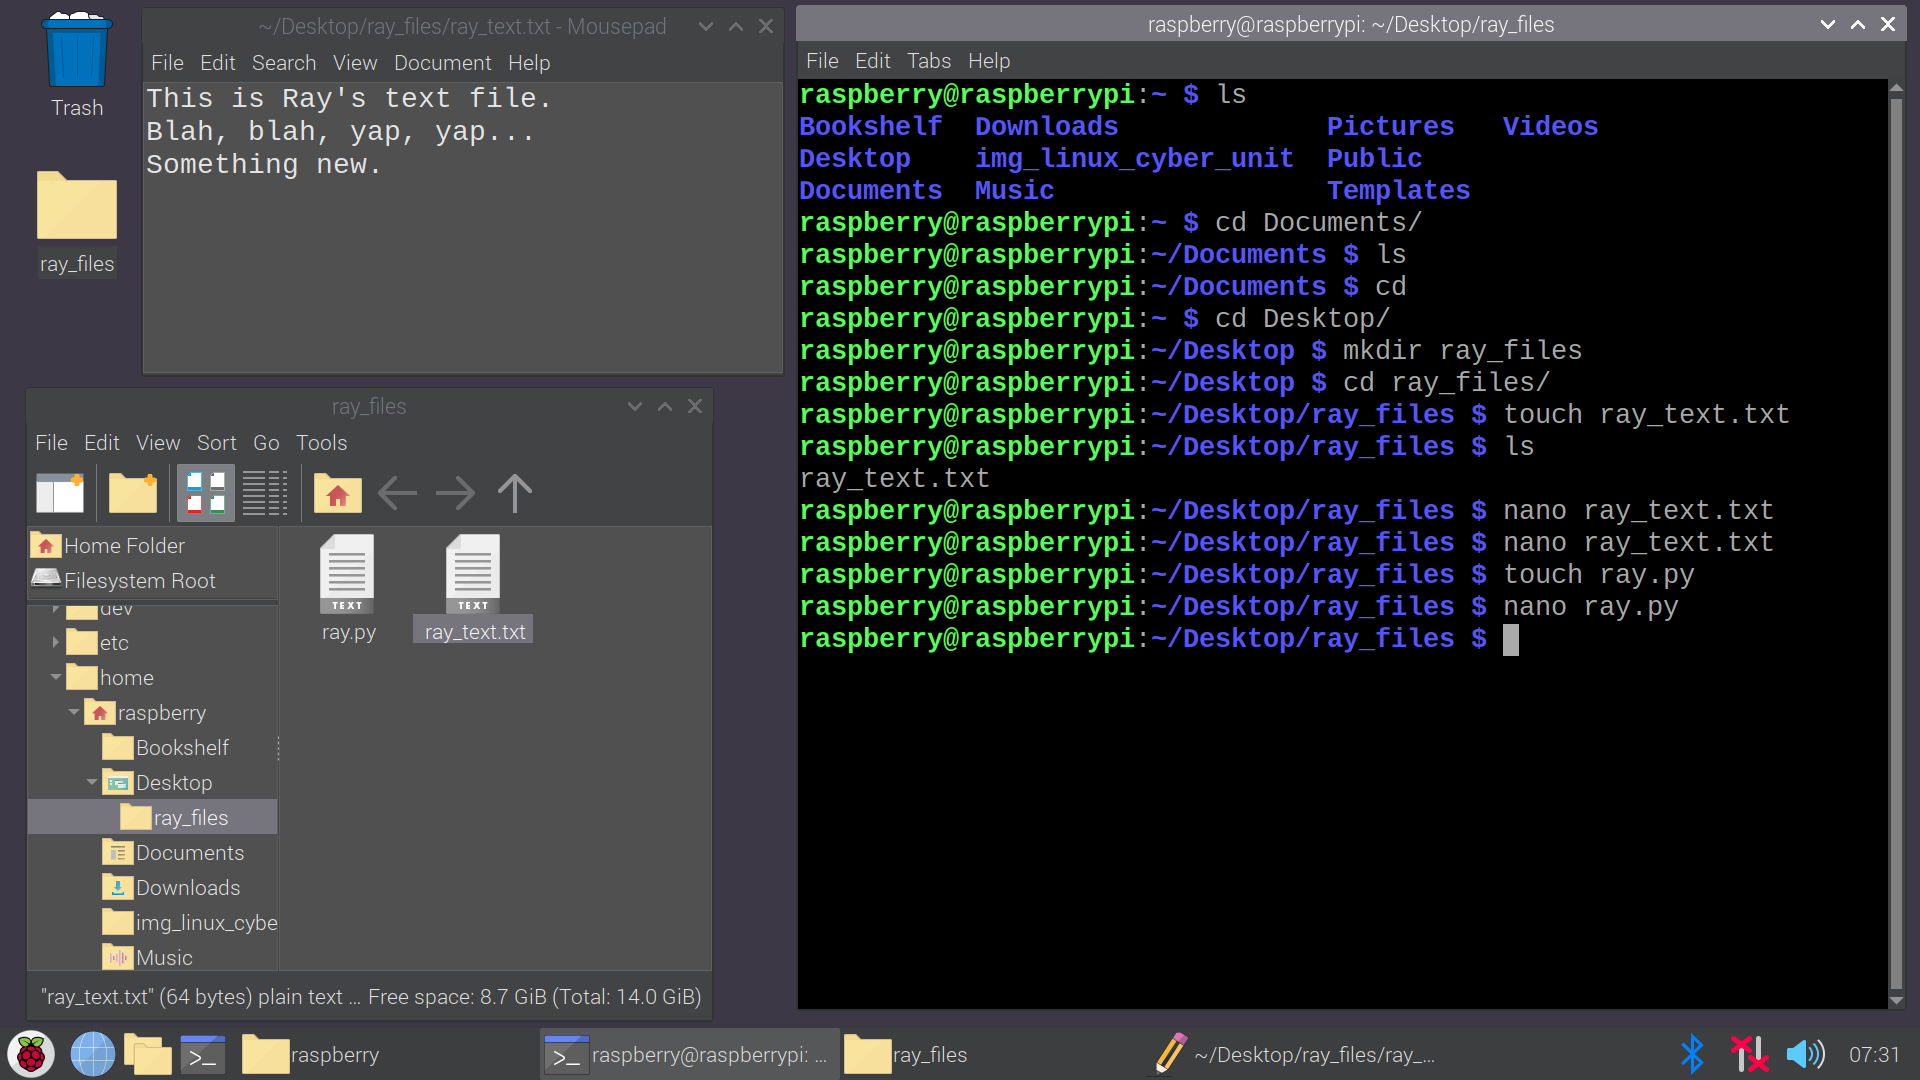 Trash
ray_files
~/Desktop/ray_files/ray_text.txt - Mousepad
File Edit Search View Document Help
This is Ray's text file.
Blah, blah, yap, yap...
Something new.
ray_files
File Edit View Sort Go Tools
Home Folder
Filesystem Root
dev
etc
home
raspberry
Bookshelf
Desktop
ray_files
Documents
Downloads
img_linux_cybe
Music
TEXT
ray.py
TEXT
ray_text.txt
"ray_text.txt" (64 bytes) plain text ... Free space: 8.7 GiB (Total: 14.0 GiB)
raspberry@raspberrypi: ~/Desktop/ray_files
File Edit Tabs Help
raspberry@raspberrypi:~ $ ls
Bookshelf Downloads Pictures Videos
Desktop img_linux_cyber_unit Public
Documents Music Templates
raspberry@raspberrypi:~ $ cd Documents/
raspberry@raspberrypi:~/Documents $ ls
raspberry@raspberrypi:~/Documents $ cd
raspberry@raspberrypi:~ $ cd Desktop/
raspberry@raspberrypi:~/Desktop $ mkdir ray_files
raspberry@raspberrypi:~/Desktop $ cd ray_files/
raspberry@raspberrypi:~/Desktop/ray_files $ touch ray_text.txt
raspberry@raspberrypi:~/Desktop/ray_files $ ls
ray_text.txt
raspberry@raspberrypi:~/Desktop/ray_files $ nano ray_text.txt
raspberry@raspberrypi:~/Desktop/ray_files $ nano ray_text.txt
raspberry@raspberrypi:~/Desktop/ray_files $ touch ray.py
raspberry@raspberrypi:~/Desktop/ray_files $ nano ray.py
raspberry@raspberrypi:~/Desktop/ray_files $
raspberry
raspberry@raspberrypi: ...
ray_files
~/Desktop/ray_files/ray_...
07:31